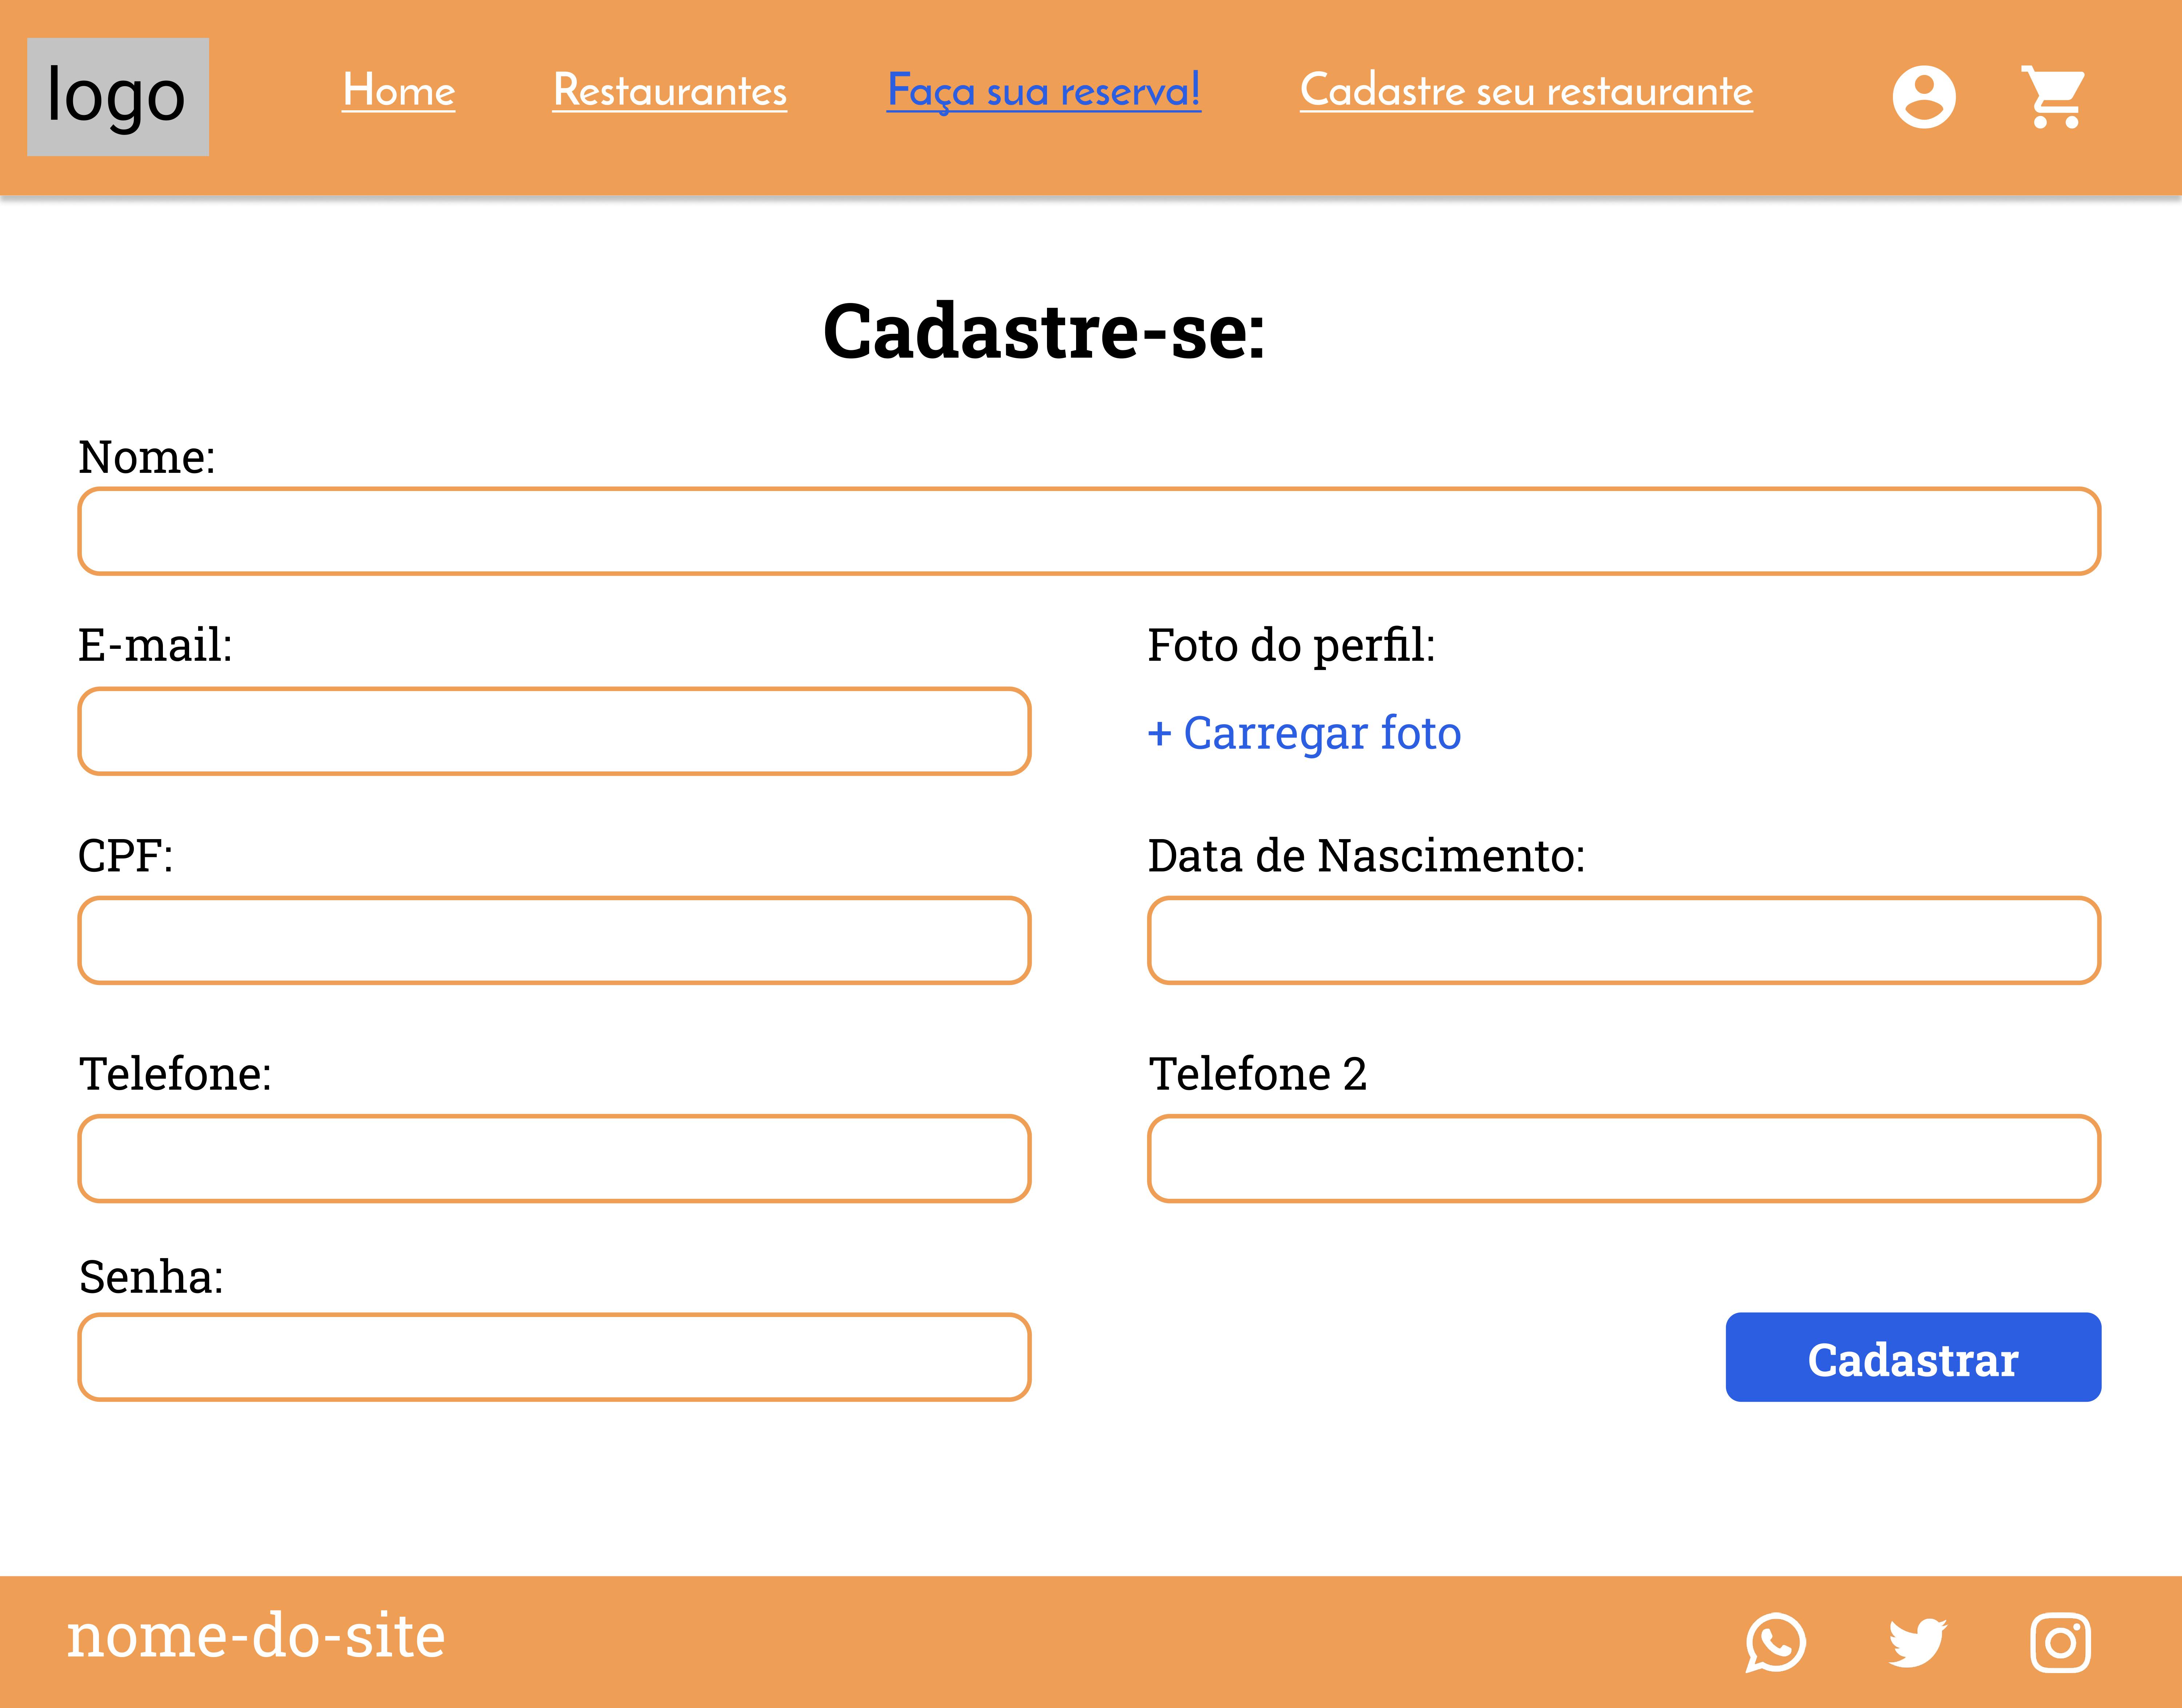 logo
Home Restaurantes Faça sua reserva! Cadastre seu restaurante
Cadastre-se:
Nome:
E-mail: Foto do perfil:
+ Carregar foto
CPF: Data de Nascimento:
Telefone: Telefone 2
Senha:
Cadastrar
nome-do-site